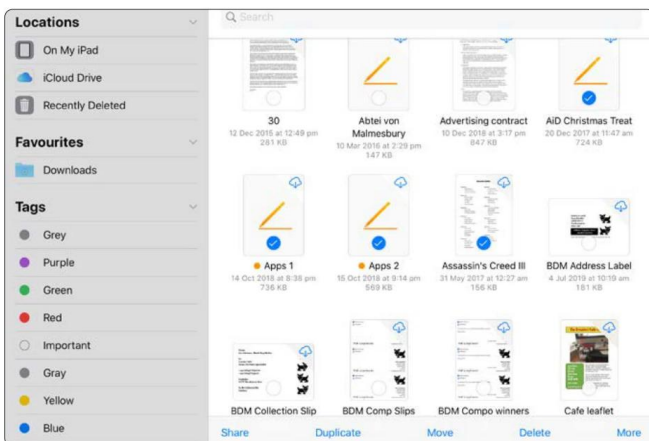 Locations
On My iPad
iCloud Drive
Recently Deleted
Favourites
Downloads
Tags
Grey
Purple
Green
Red
Important
Gray
Yellow
Blue
Search
30
12 Dec 2016 at 12:49 pm
281 KB
Abtei von
Malmesbury
10 Mar 2016 at 2:29 pm
147 KB
Advertising contract
10 Dec 2018 at 3:17 pm
847 KB
AiD Christmas Treat
20 Dec 2017 at 11:47 am
724 KB
Apps 1
14 Oct 2018 at 8:38 pm
736 KB
Apps 2
15 Oct 2018 at 9:14 pm
569 KB
Assassin's Creed III
31 May 2017 at 12:27 am
156 KB
BDM Address Label
4 Jul 2019 at 10:19 am
181 KB
BDM Collection Slip
BDM Comp Slips
BDM Compo winners
Cafe leaflet
Share
Duplicate
Move
Delete
More